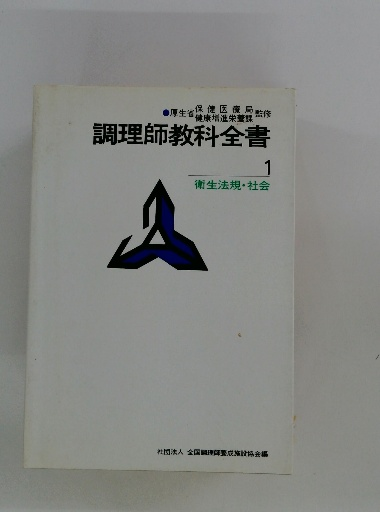 ●厚生省 保健医療局 監修
健康増進栄養課
調理師教科全書
1
衛生法規・社会
社団法人 全国調理師養成施設協会編